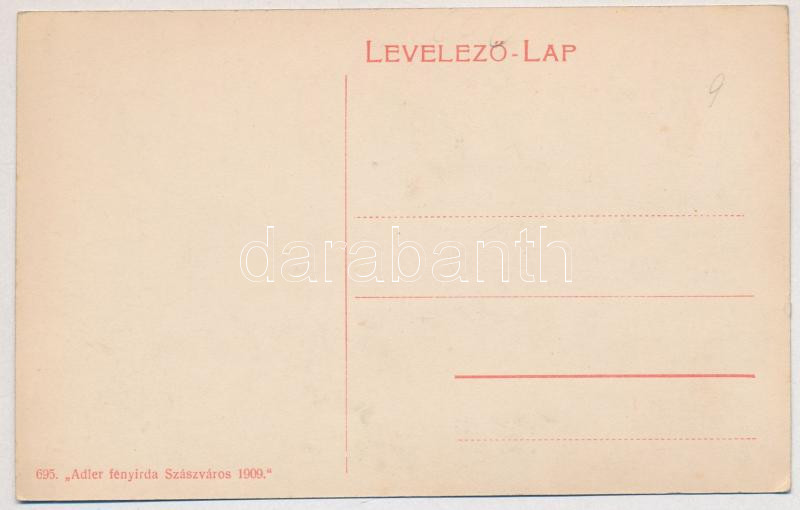 LEVELEZŐ-LAP
9
darabanth
695. „Adler fényirda Szászváros 1909.“